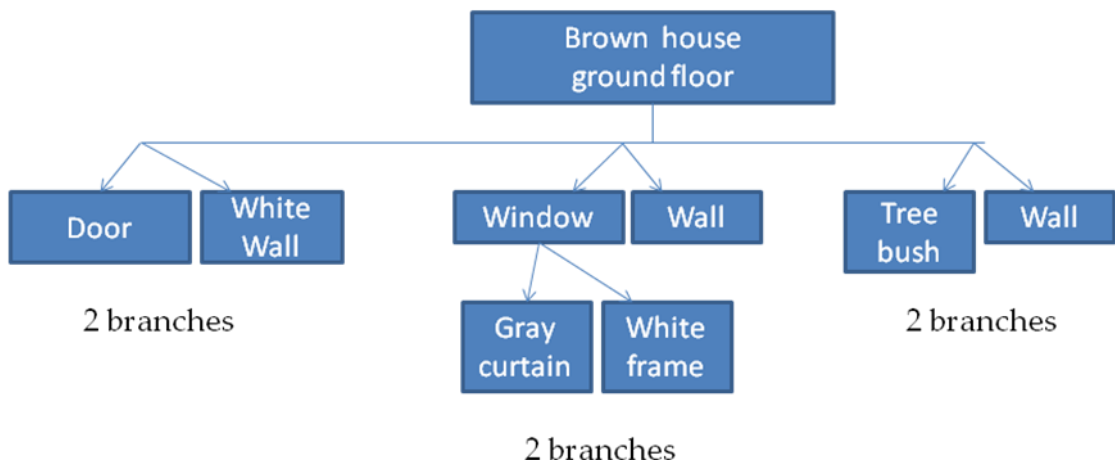 Brown house
ground floor
Door
White
Wall
Window
Wall
Tree
bush
Wall
2 branches
Gray
curtain
White
frame
2 branches
2 branches